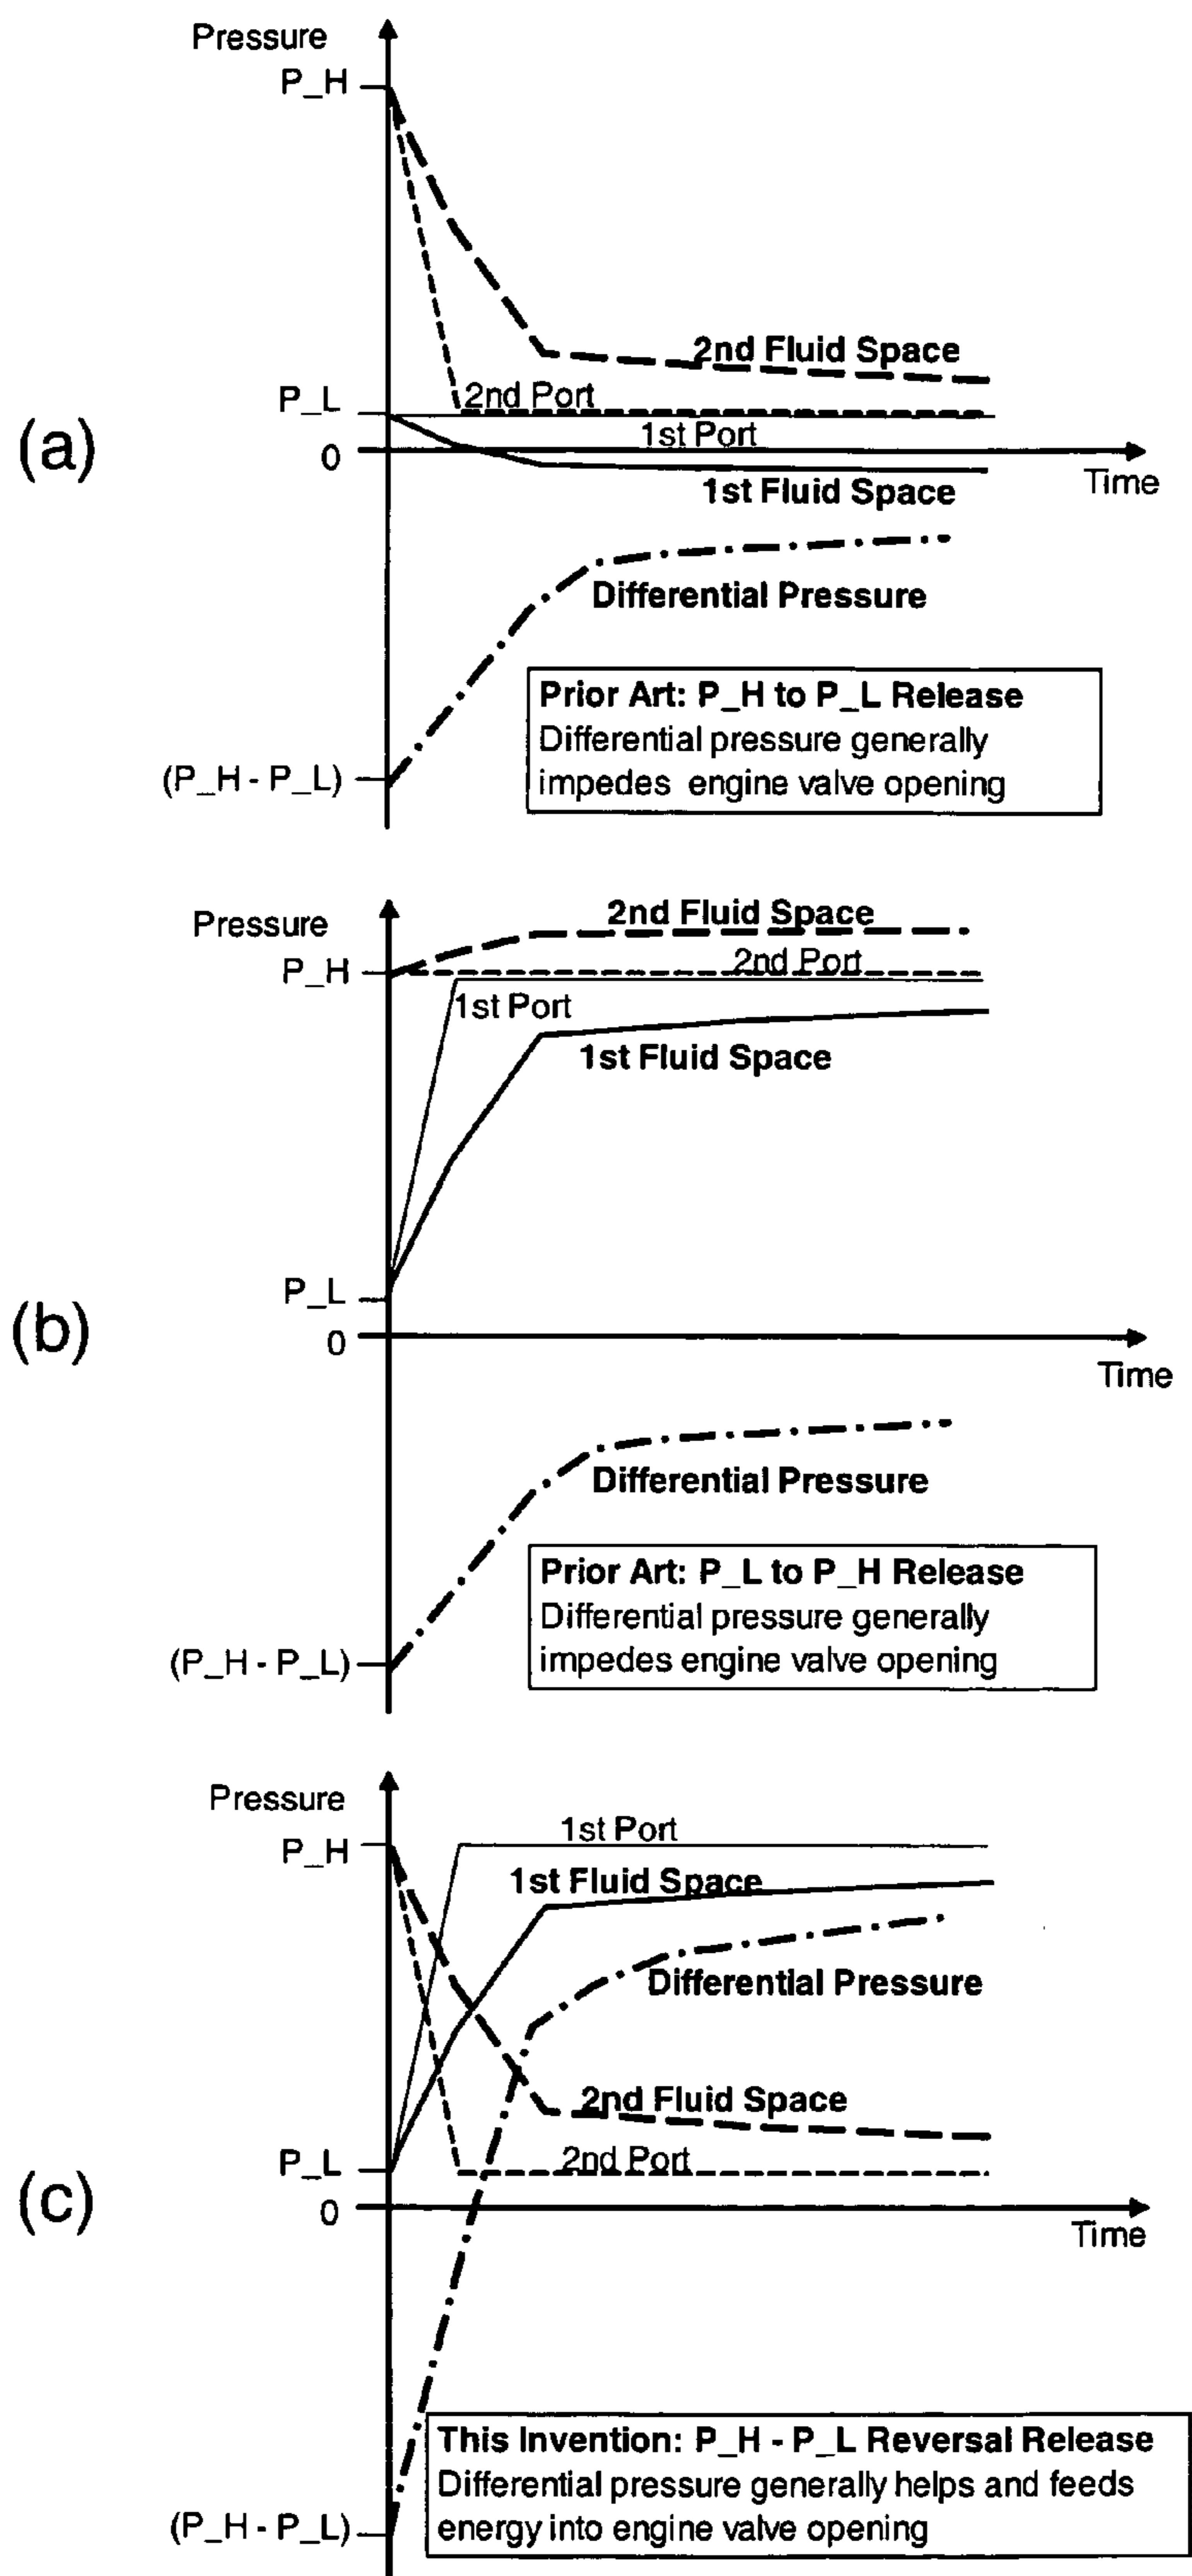 Pressure
P_H
2nd Fluid Space
P_L
2nd Port
1st Port
(a)
0
Time
1st Fluid Space
Differential Pressure
Prior Art: P_H to P_L Release
Differential pressure generally
impedes engine valve opening
(P_H - P_L)
Pressure
2nd Fluid Space
P_H
2nd Port
1st Port
1st Fluid Space
P_L
(b)
0
Time
Differential Pressure
Prior Art: P_L to P_H Release
Differential pressure generally
impedes engine valve opening
(P_H - P_L)
Pressure
1st Port
P_H
1st Fluid Space
Differential Pressure
2nd Fluid Space
P_L
2nd Port
(c)
0
Time
This Invention: P_H - P_L Reversal Release
Differential pressure generally helps and feeds
energy into engine valve opening
(P_H - P_L)